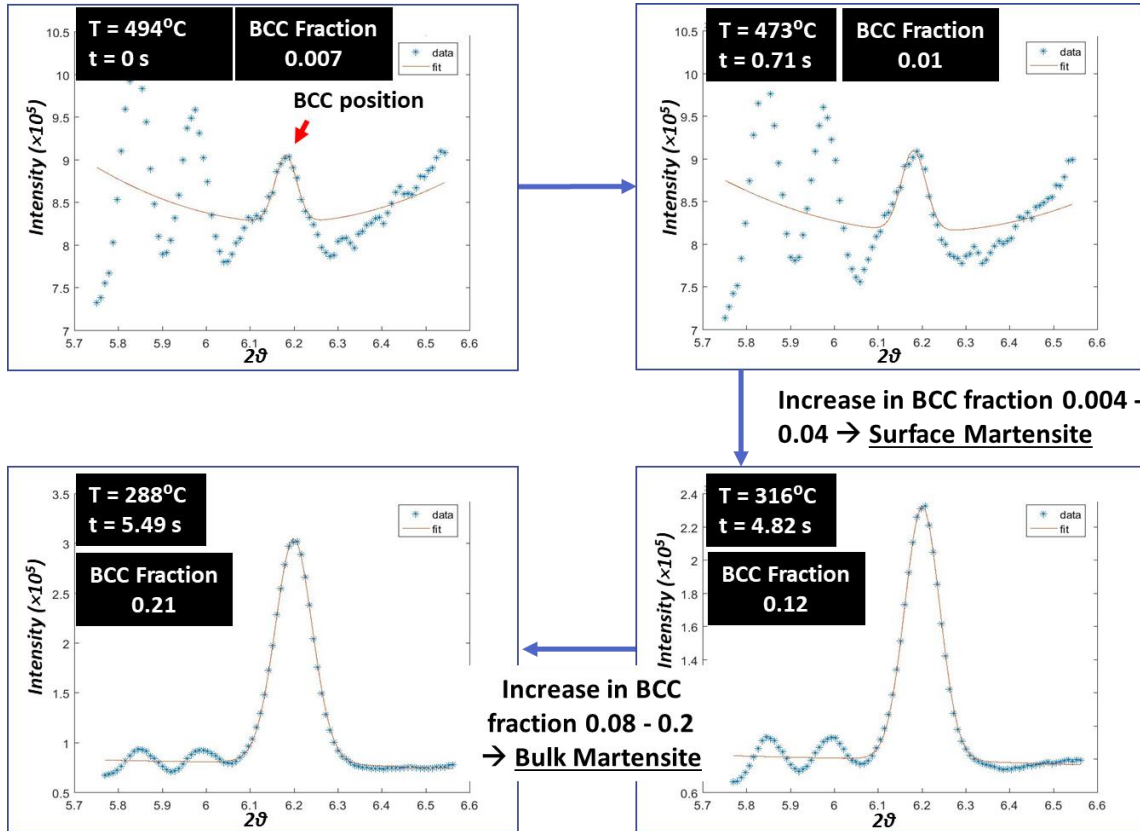 T = 494°C
t = 0 s
BCC Fraction
0.007
data
fit
BCC position
Intensity (×10⁵)
10.5
10
9.5
9
8.5
8
7.5
7
5.7 5.8 5.9 6 6.1 6.2 6.3 6.4 6.5 6.6
2ϑ
T = 473°C
t = 0.71 s
BCC Fraction
0.01
data
fit
Intensity (×10⁵)
10.5
10
9.5
9
8.5
8
7.5
7
5.7 5.8 5.9 6 6.1 6.2 6.3 6.4 6.5 6.6
2ϑ
Increase in BCC fraction 0.004 -
0.04 → Surface Martensite
T = 288°C
t = 5.49 s
BCC Fraction
0.21
data
fit
Intensity (×10⁵)
3.5
3
2.5
2
1.5
1
0.5
5.7 5.8 5.9 6 6.1 6.2 6.3 6.4 6.5 6.6
2ϑ
Increase in BCC
fraction 0.08 - 0.2
→ Bulk Martensite
T = 316°C
t = 4.82 s
BCC Fraction
0.12
data
fit
Intensity (×10⁵)
2.4
2.2
2
1.8
1.6
1.4
1.2
0.6
5.7 5.8 5.9 6 6.1 6.2 6.3 6.4 6.5 6.6
2ϑ